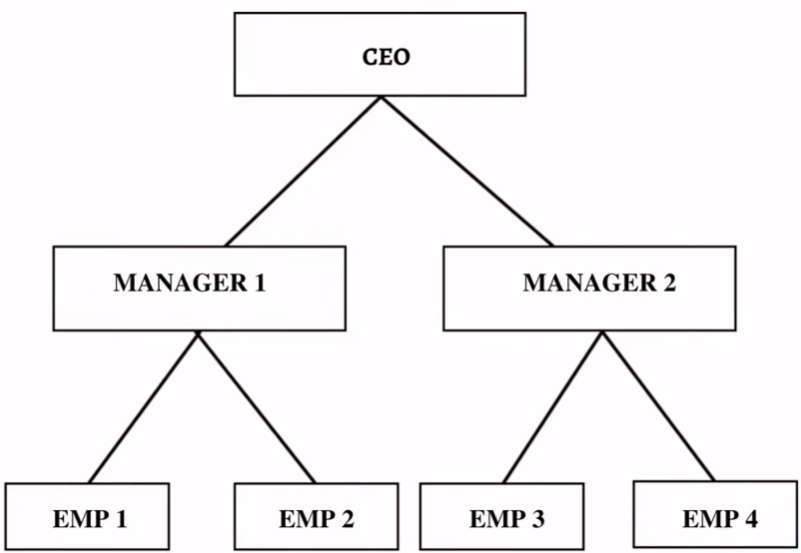 CEO
MANAGER 1
MANAGER 2
EMP 1
EMP 2
EMP 3
EMP 4